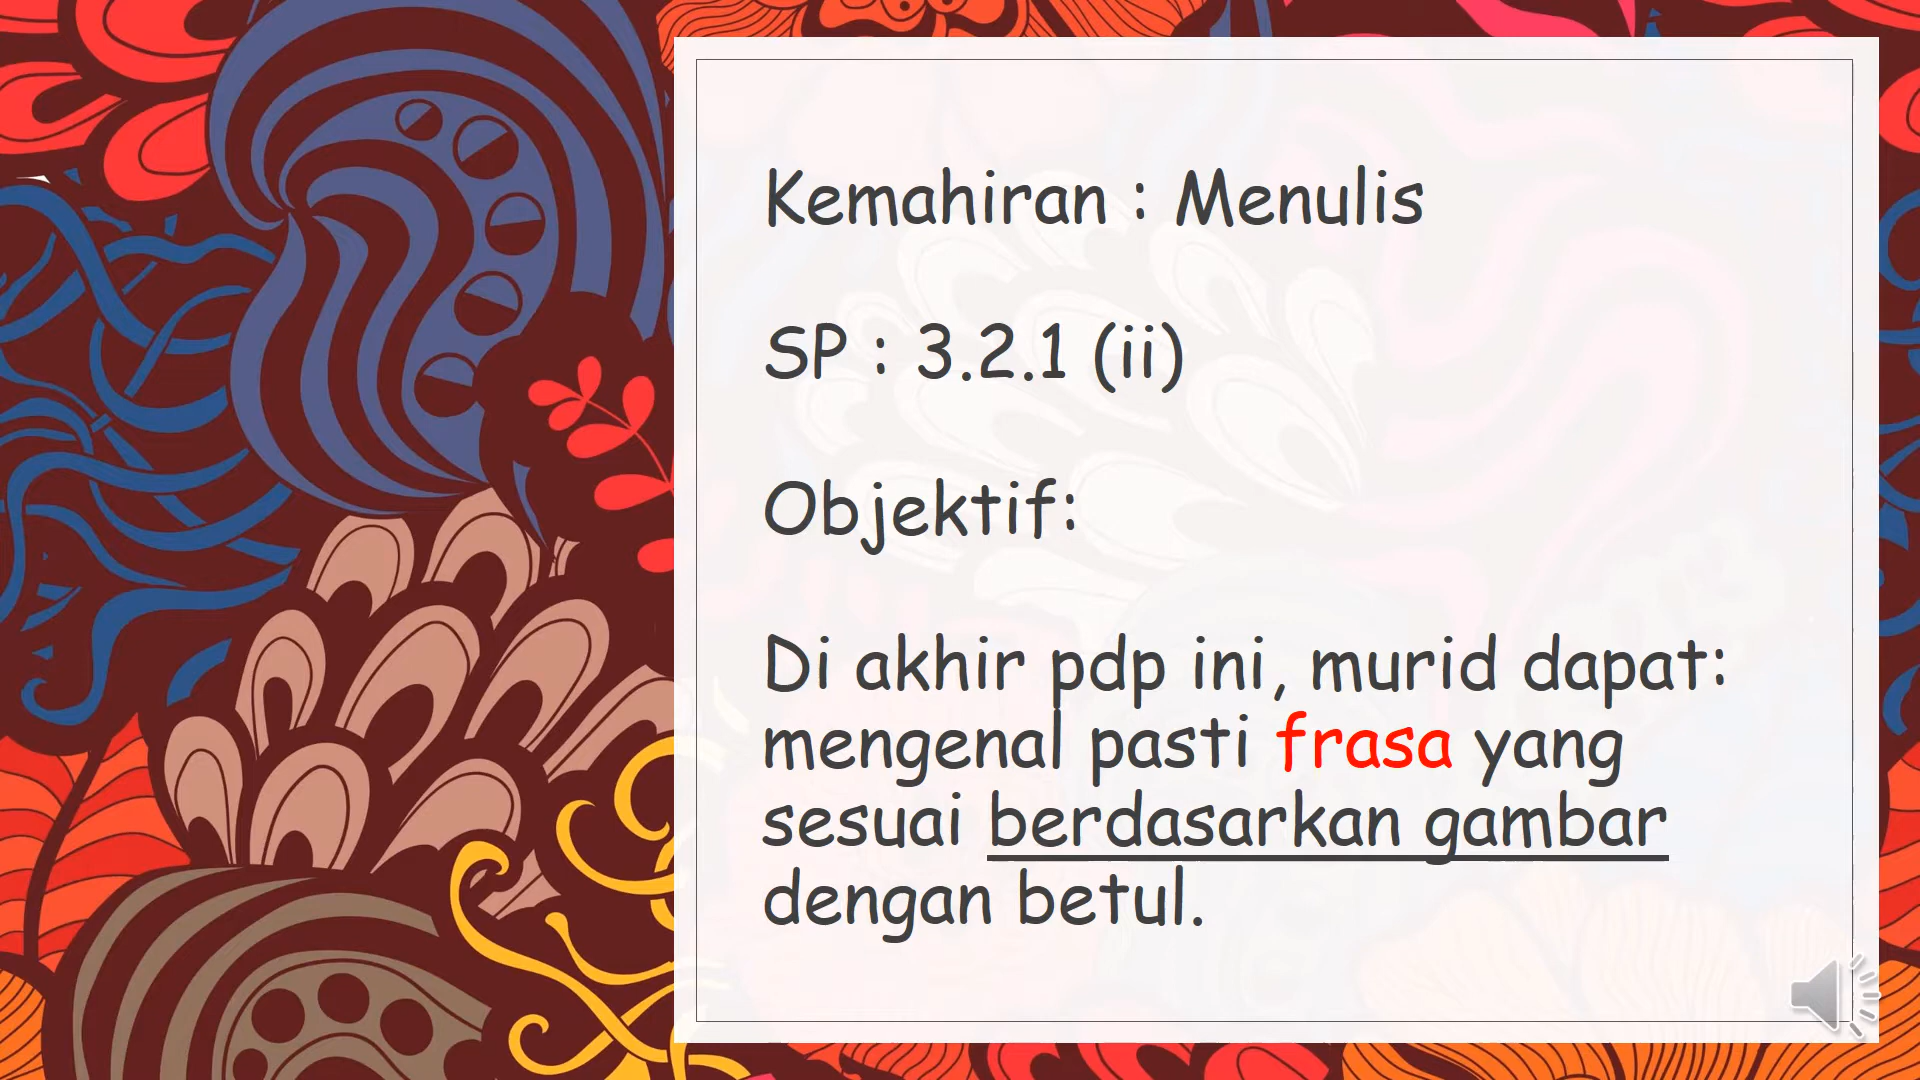 Kemahiran : Menulis
SP : 3.2.1 (ii)
Objektif:
Di akhir pdp ini, murid dapat:
mengenal pasti frasa yang
sesuai berdasarkan gambar
dengan betul.